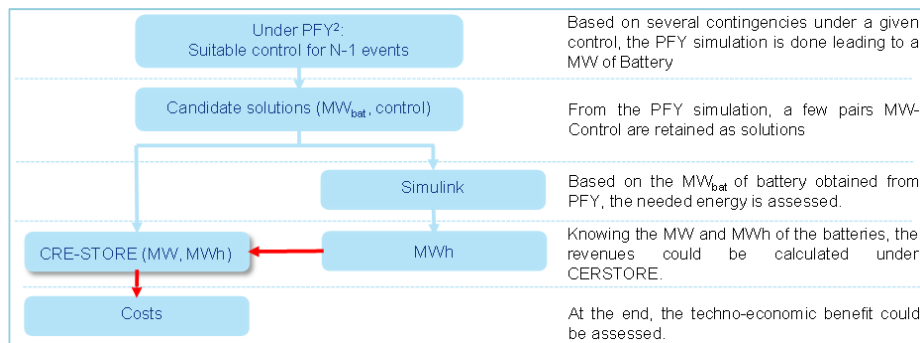 Under PFY²:
Suitable control for N-1 events
Based on several contingencies under a given
control, the PFY simulation is done leading to a
MW of Battery
Candidate solutions (MWbat, control)
From the PFY simulation, a few pairs MW-
Control are retained as solutions
Simulink
Based on the MWbat of battery obtained from
PFY, the needed energy is assessed.
CRE-STORE (MW, MWh)
MWh
Knowing the MW and MWh of the batteries, the
revenues could be calculated under
CERSTORE.
Costs
At the end, the techno-economic benefit could
be assessed.